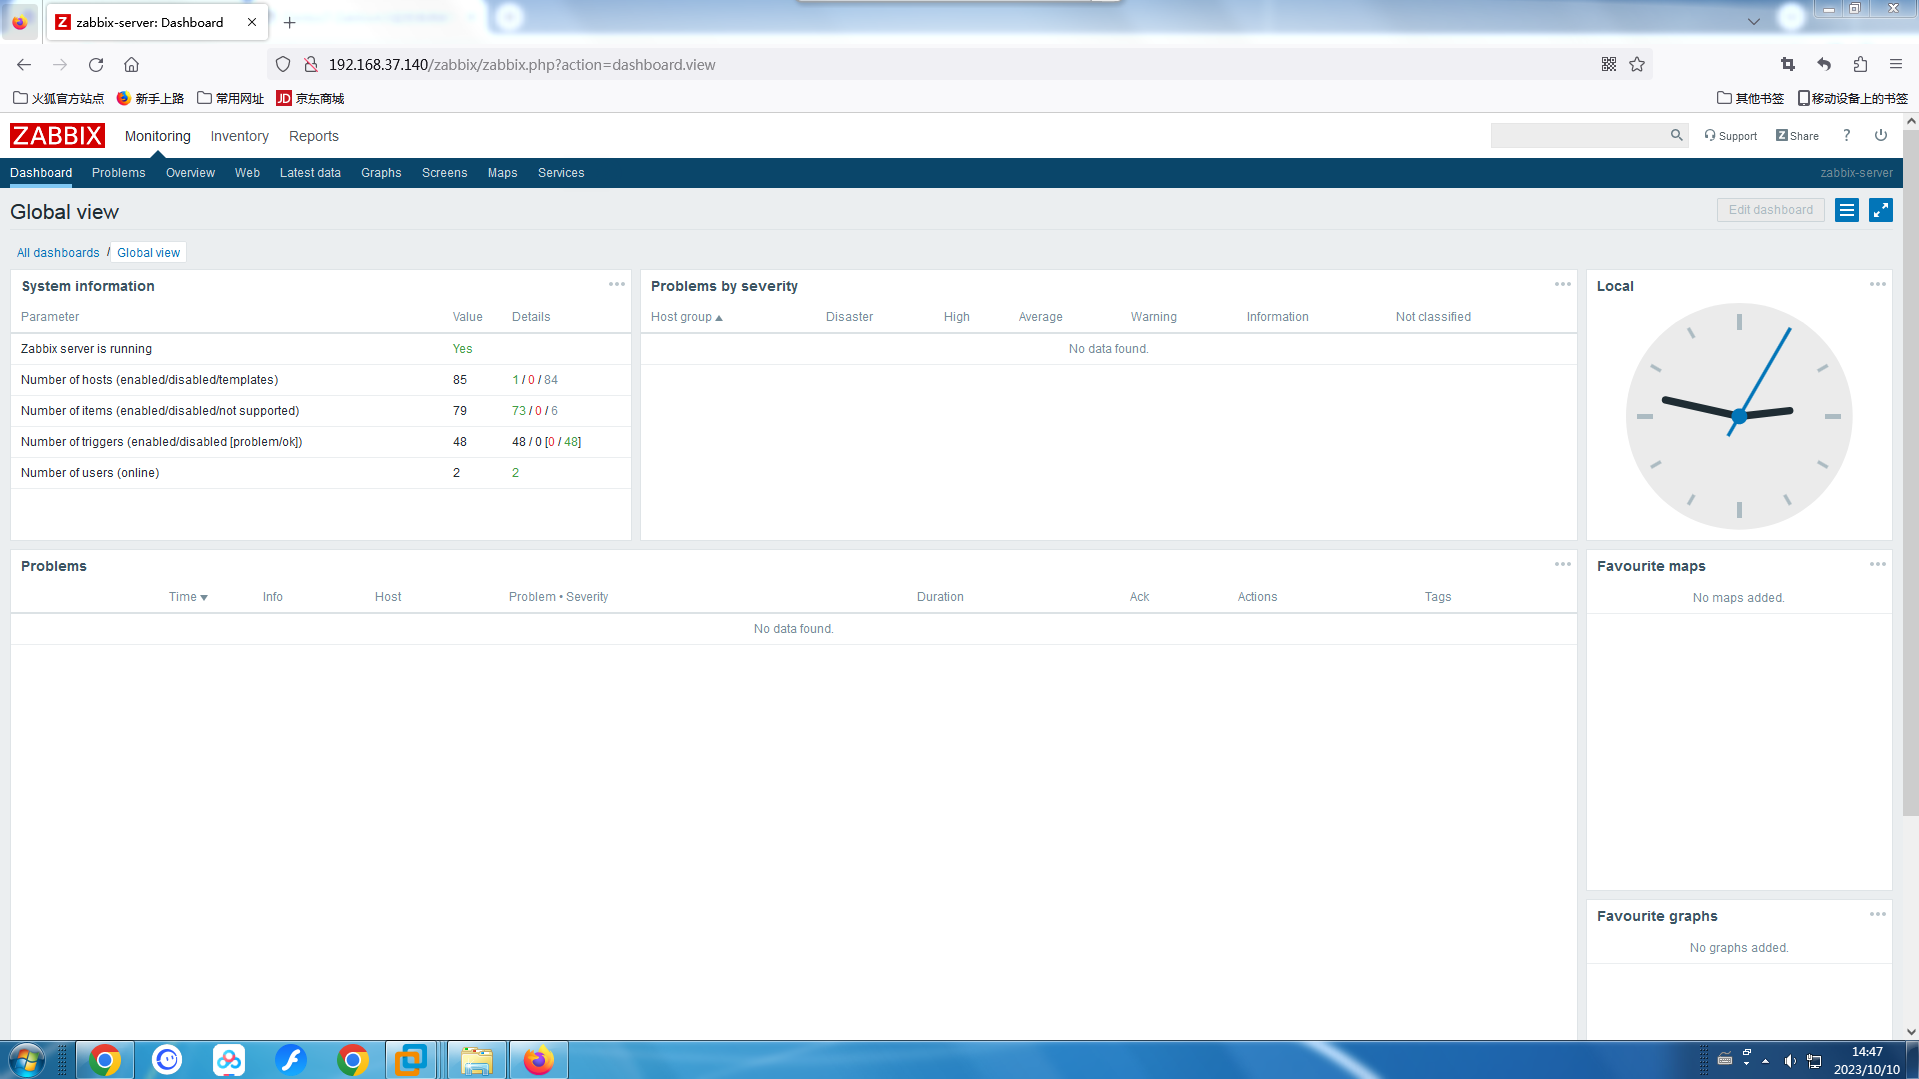 zabbix-server: Dashboard
192.168.37.140/zabbix/zabbix.php?action=dashboard.view
火狐官方站点 新手上路 常用网址 JD 京东商城 其他书签 移动设备上的书签
ZABBIX Monitoring Inventory Reports Support Z Share ?
Dashboard Problems Overview Web Latest data Graphs Screens Maps Services zabbix-server
Global view Edit dashboard
All dashboards / Global view
System information
Parameter Value Details
Zabbix server is running Yes
Number of hosts (enabled/disabled/templates) 85 1 / 0 / 84
Number of items (enabled/disabled/not supported) 79 73 / 0 / 6
Number of triggers (enabled/disabled [problem/ok]) 48 48 / 0 [0 / 48]
Number of users (online) 2 2
Problems by severity
Host group Disaster High Average Warning Information Not classified
No data found.
Local
Problems
Time Info Host Problem • Severity Duration Ack Actions Tags
No data found.
Favourite maps
No maps added.
Favourite graphs
No graphs added.
14:47
2023/10/10